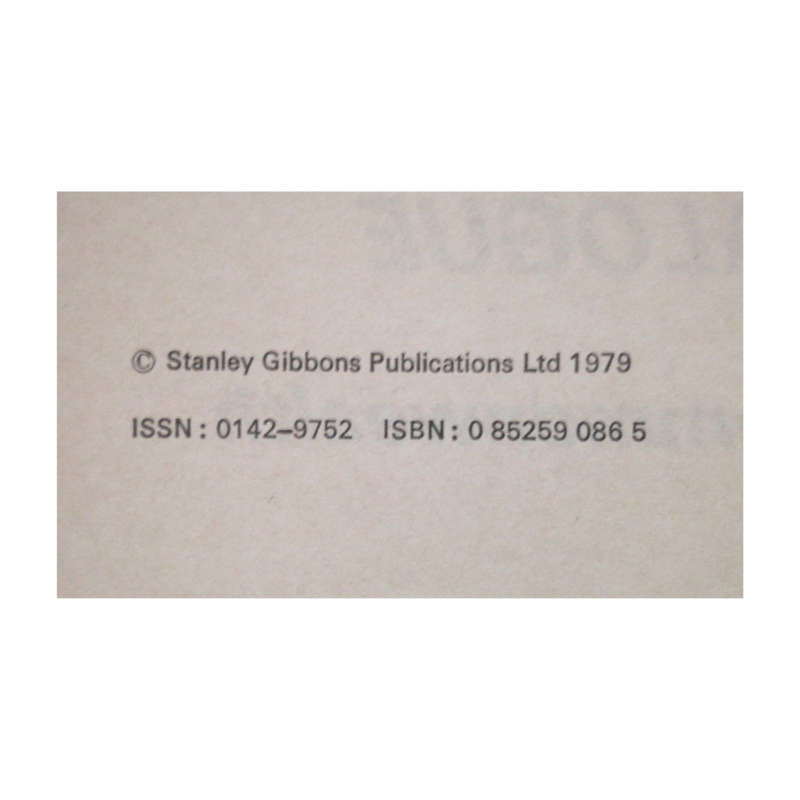 © Stanley Gibbons Publications Ltd 1979
ISSN : 0142–9752 ISBN : 0 85259 086 5